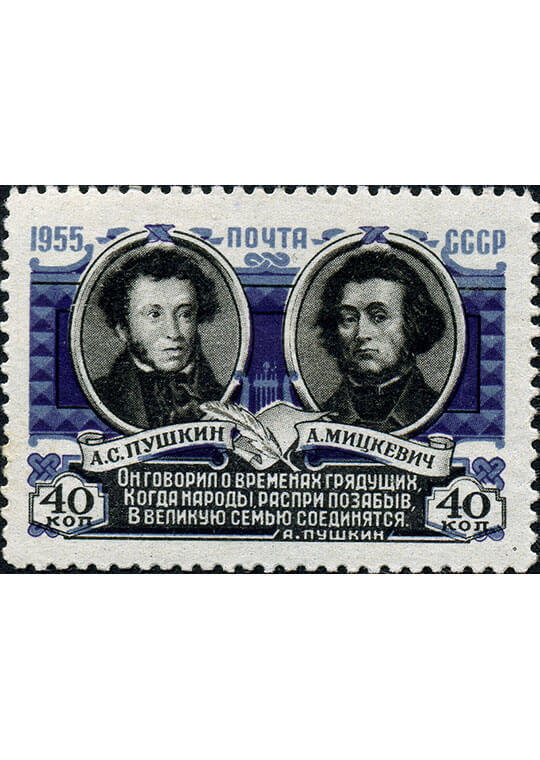 1955 ПОЧТА СССР
А.С.ПУШКИН
А.МИЦКЕВИЧ
ОН ГОВОРИЛ О ВРЕМЕНАХ ГРЯДУЩИХ,
КОГДА НАРОДЫ, РАСПРИ ПОЗАБЫВ,
В ВЕЛИКУЮ СЕМЬЮ СОЕДИНЯТСЯ.
А.ПУШКИН
40 КОП
40 КОП